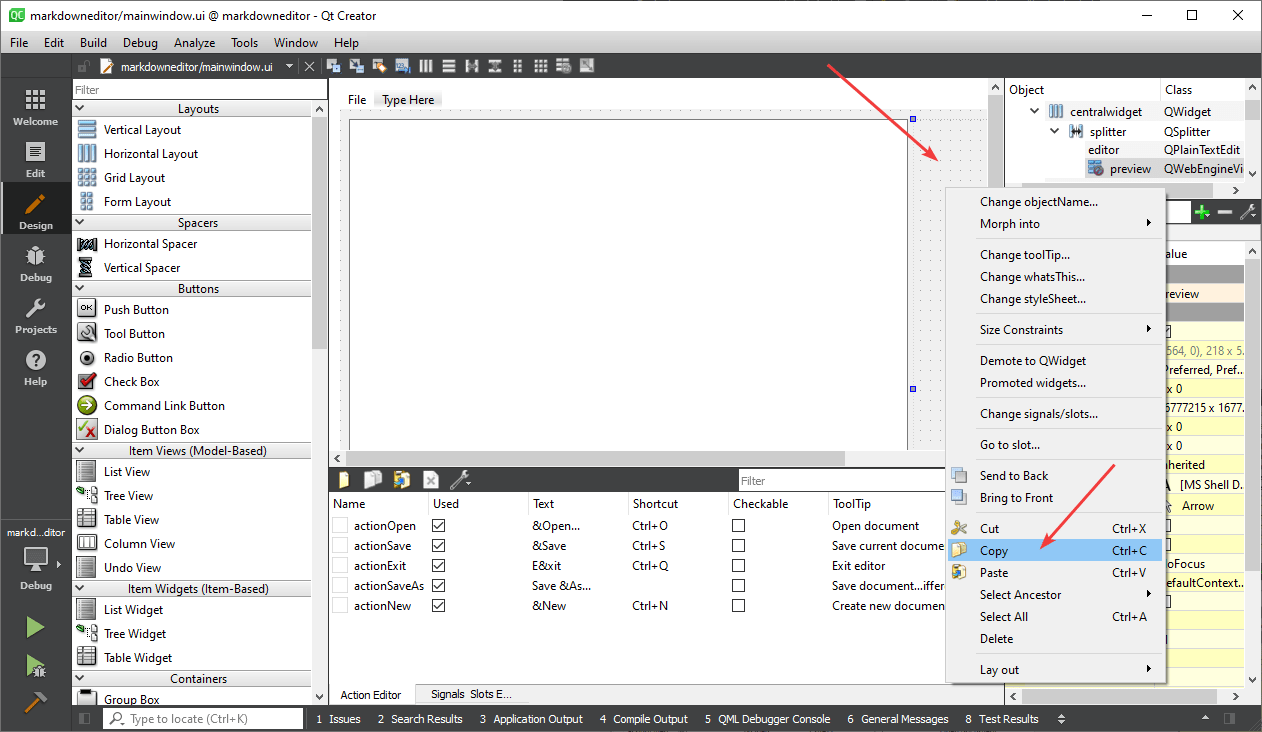 markdowneditor/mainwindow.ui @ markdowneditor - Qt Creator
File Edit Build Debug Analyze Tools Window Help
markdowneditor/mainwindow.ui
Welcome
Edit
Design
Debug
Projects
Help
markd...ditor
Debug
Filter
Layouts
Vertical Layout
Horizontal Layout
Grid Layout
Form Layout
Spacers
Horizontal Spacer
Vertical Spacer
Buttons
OK Push Button
Tool Button
Radio Button
Check Box
Command Link Button
Dialog Button Box
Item Views (Model-Based)
List View
Tree View
Table View
Column View
Undo View
Item Widgets (Item-Based)
List Widget
Tree Widget
Table Widget
Containers
Group Box
File Type Here
Object Class
centralwidget QWidget
splitter QSplitter
editor QPlainTextEdit
preview QWebEngineVi
Change objectName...
Morph into
Change toolTip...
Change whatsThis...
Change styleSheet...
Size Constraints
Demote to QWidget
Promoted widgets...
Change signals/slots...
Go to slot...
Send to Back
Bring to Front
Cut Ctrl+X
Copy Ctrl+C
Paste Ctrl+V
Select Ancestor
Select All Ctrl+A
Delete
Lay out
alue
review
564, 0), 218 x 5...
Preferred, Pref...
x 0
6777215 x 1677...
x 0
x 0
nherited
A [MS Shell D...
Arrow
oFocus
efaultContext...
Filter
Name Used Text Shortcut Checkable ToolTip
actionOpen &Open... Ctrl+O Open document
actionSave &Save Ctrl+S Save current docume
actionExit E&xit Ctrl+Q Exit editor
actionSaveAs Save &As... Save document...iffer
actionNew &New Ctrl+N Create new documen
Action Editor Signals Slots E...
Type to locate (Ctrl+K) 1 Issues 2 Search Results 3 Application Output 4 Compile Output 5 QML Debugger Console 6 General Messages 8 Test Results